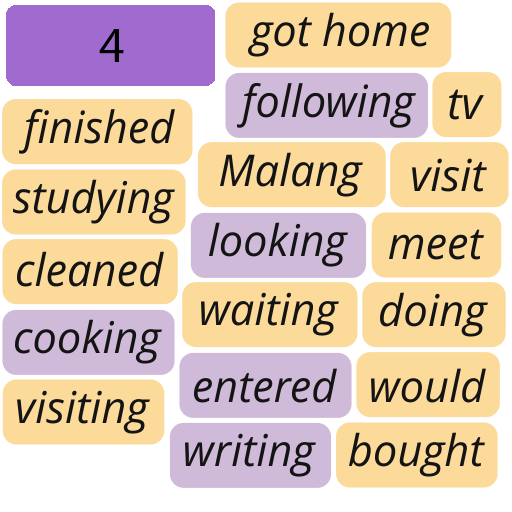 4
got home
following
tv
finished
Malang
visit
studying
looking
meet
cleaned
waiting
doing
cooking
entered
would
visiting
writing
bought